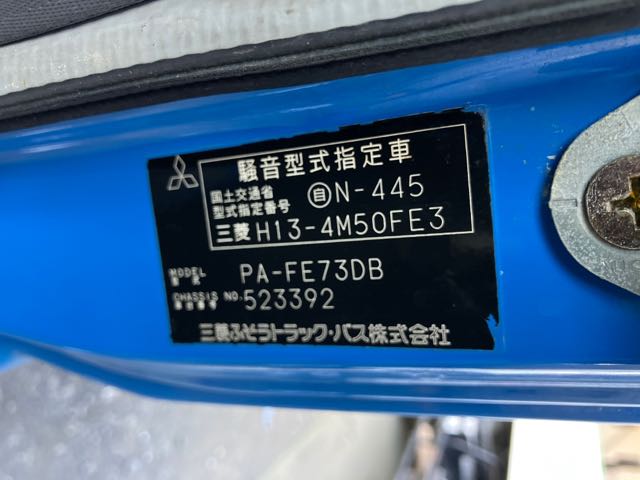 騒音型式指定車
国土交通省
型式指定番号 自N-445
三菱 H13-4M50FE3
MODEL PA-FE73DB
CHASSIS NO. 523392
三菱ふそうトラック・バス株式会社